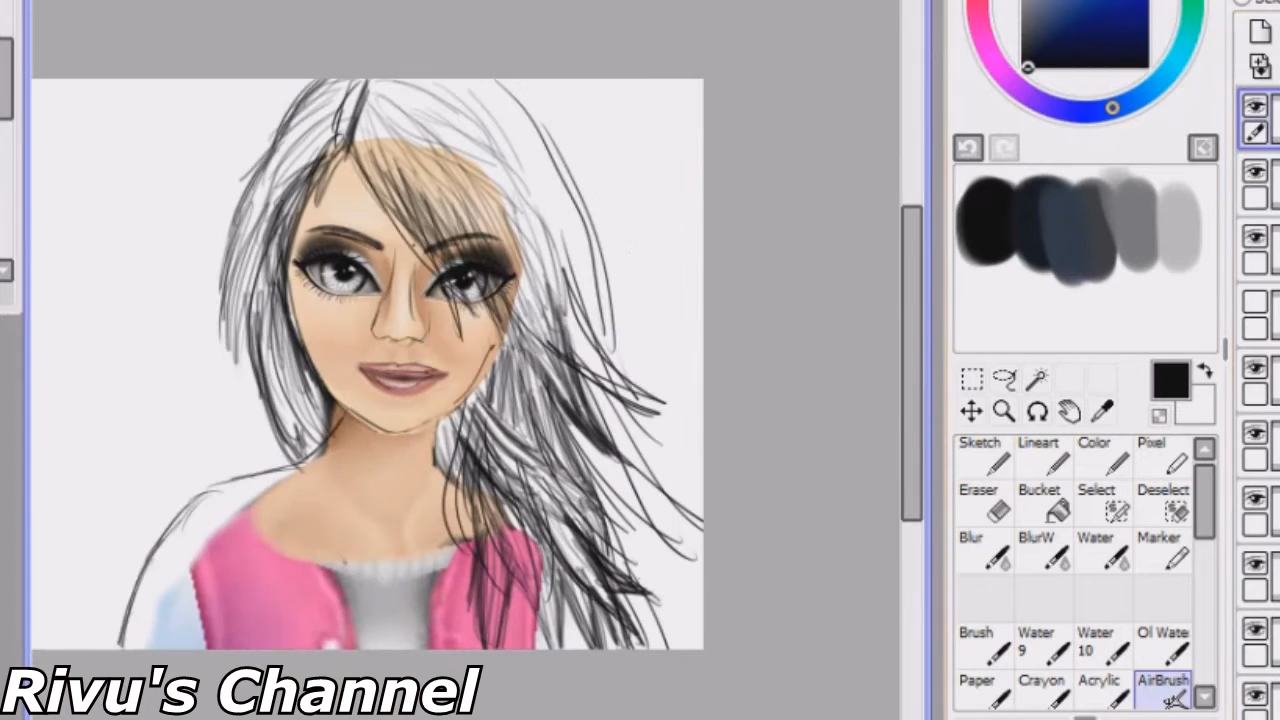 Sketch Lineart Color Pixel
Eraser Bucket Select Deselect
Blur BlurW Water Marker
Brush Water 9 Water 10 Ol Wate
Paper Crayon Acrylic AirBrush
Rivu's Channel